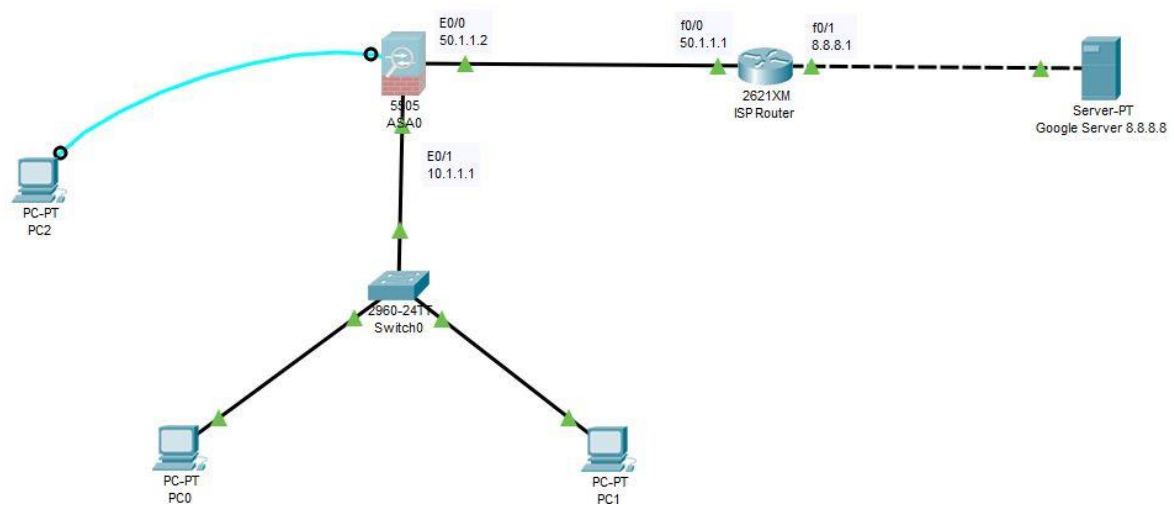 E0/0
50.1.1.2
f0/0
50.1.1.1
f0/1
8.8.8.1
5505
ASA0
2621XM
ISP Router
Server-PT
Google Server 8.8.8.8
E0/1
10.1.1.1
PC-PT
PC2
2960-24TT
Switch0
PC-PT
PC0
PC-PT
PC1